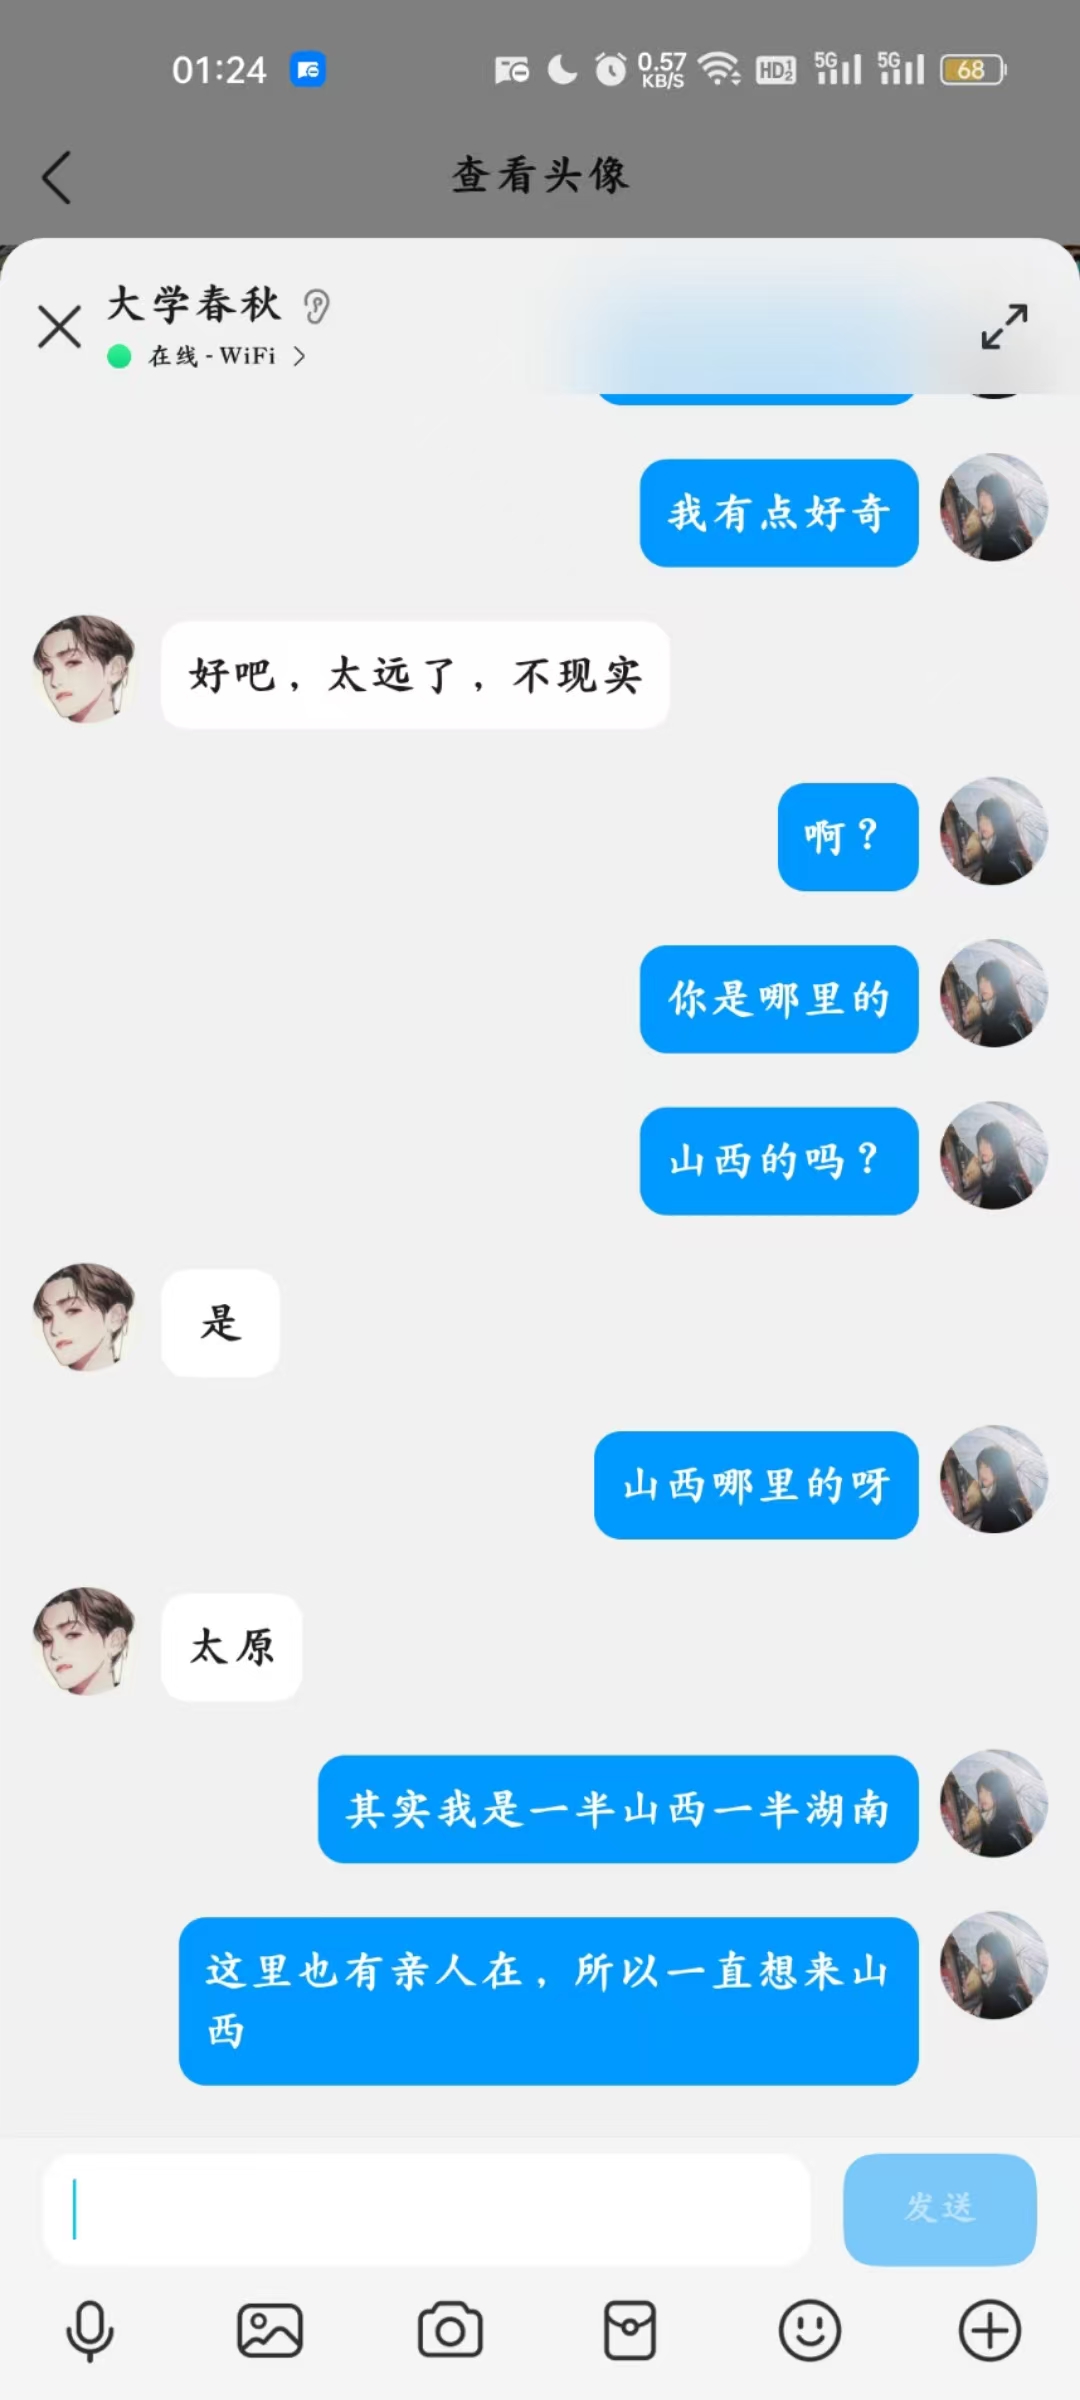 01:24
0.57
KB/S
HD 1 2
5G
5G
68
查看头像
大学春秋
在线 - WiFi
我有点好奇
好吧，太远了，不现实
啊？
你是哪里的
山西的吗？
是
山西哪里的呀
太原
其实我是一半山西一半湖南
这里也有亲人在，所以一直想来山
西
发送